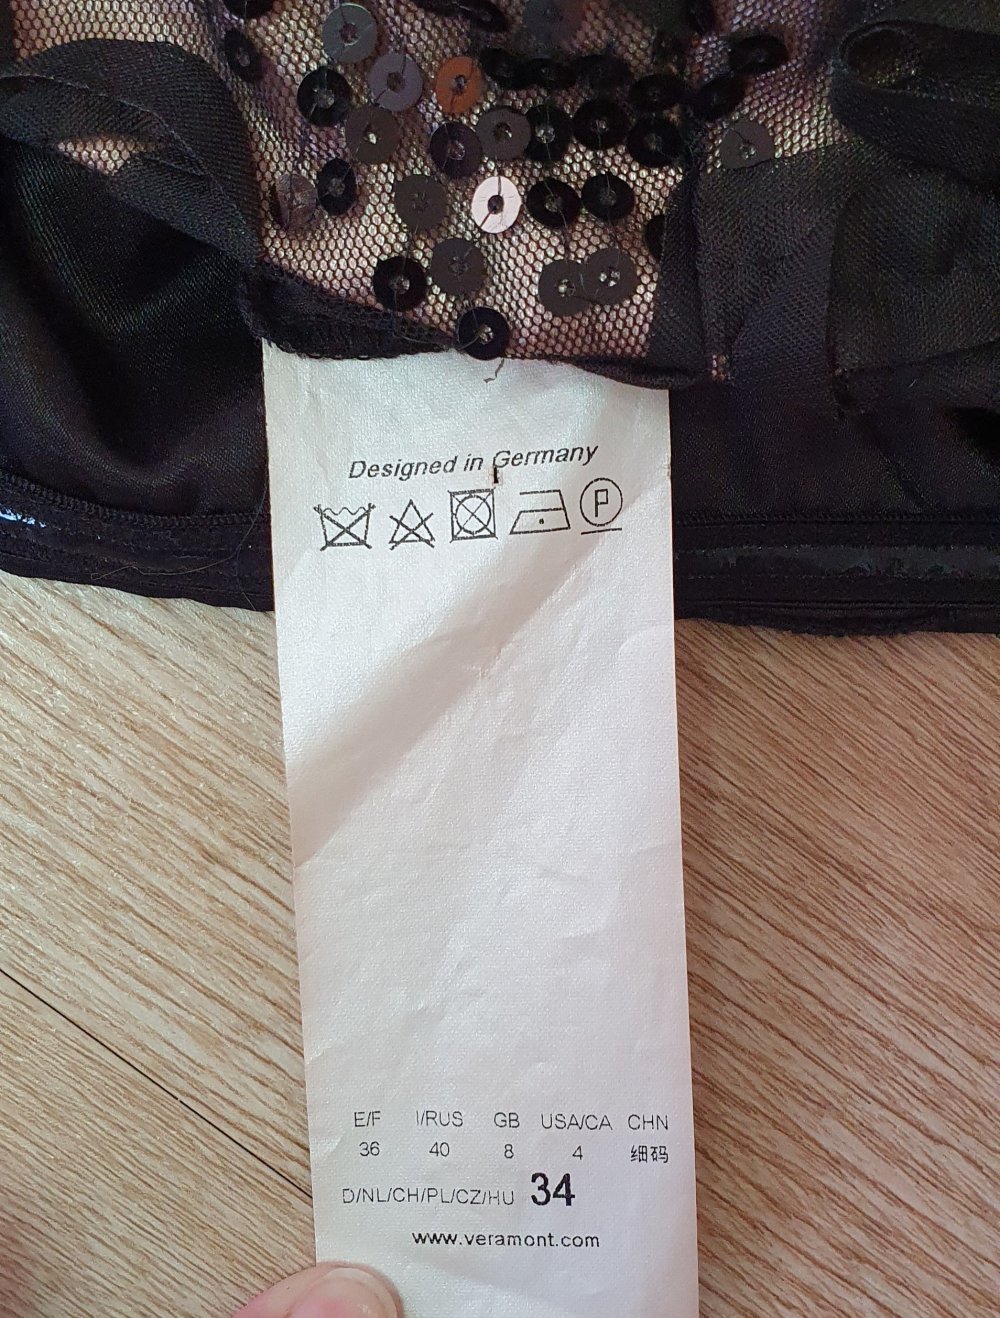 Designed in Germany
P
E/F I/RUS GB USA/CA CHN
36 40 8 4 细码
D/NL/CH/PL/CZ/HU 34
www.veramont.com